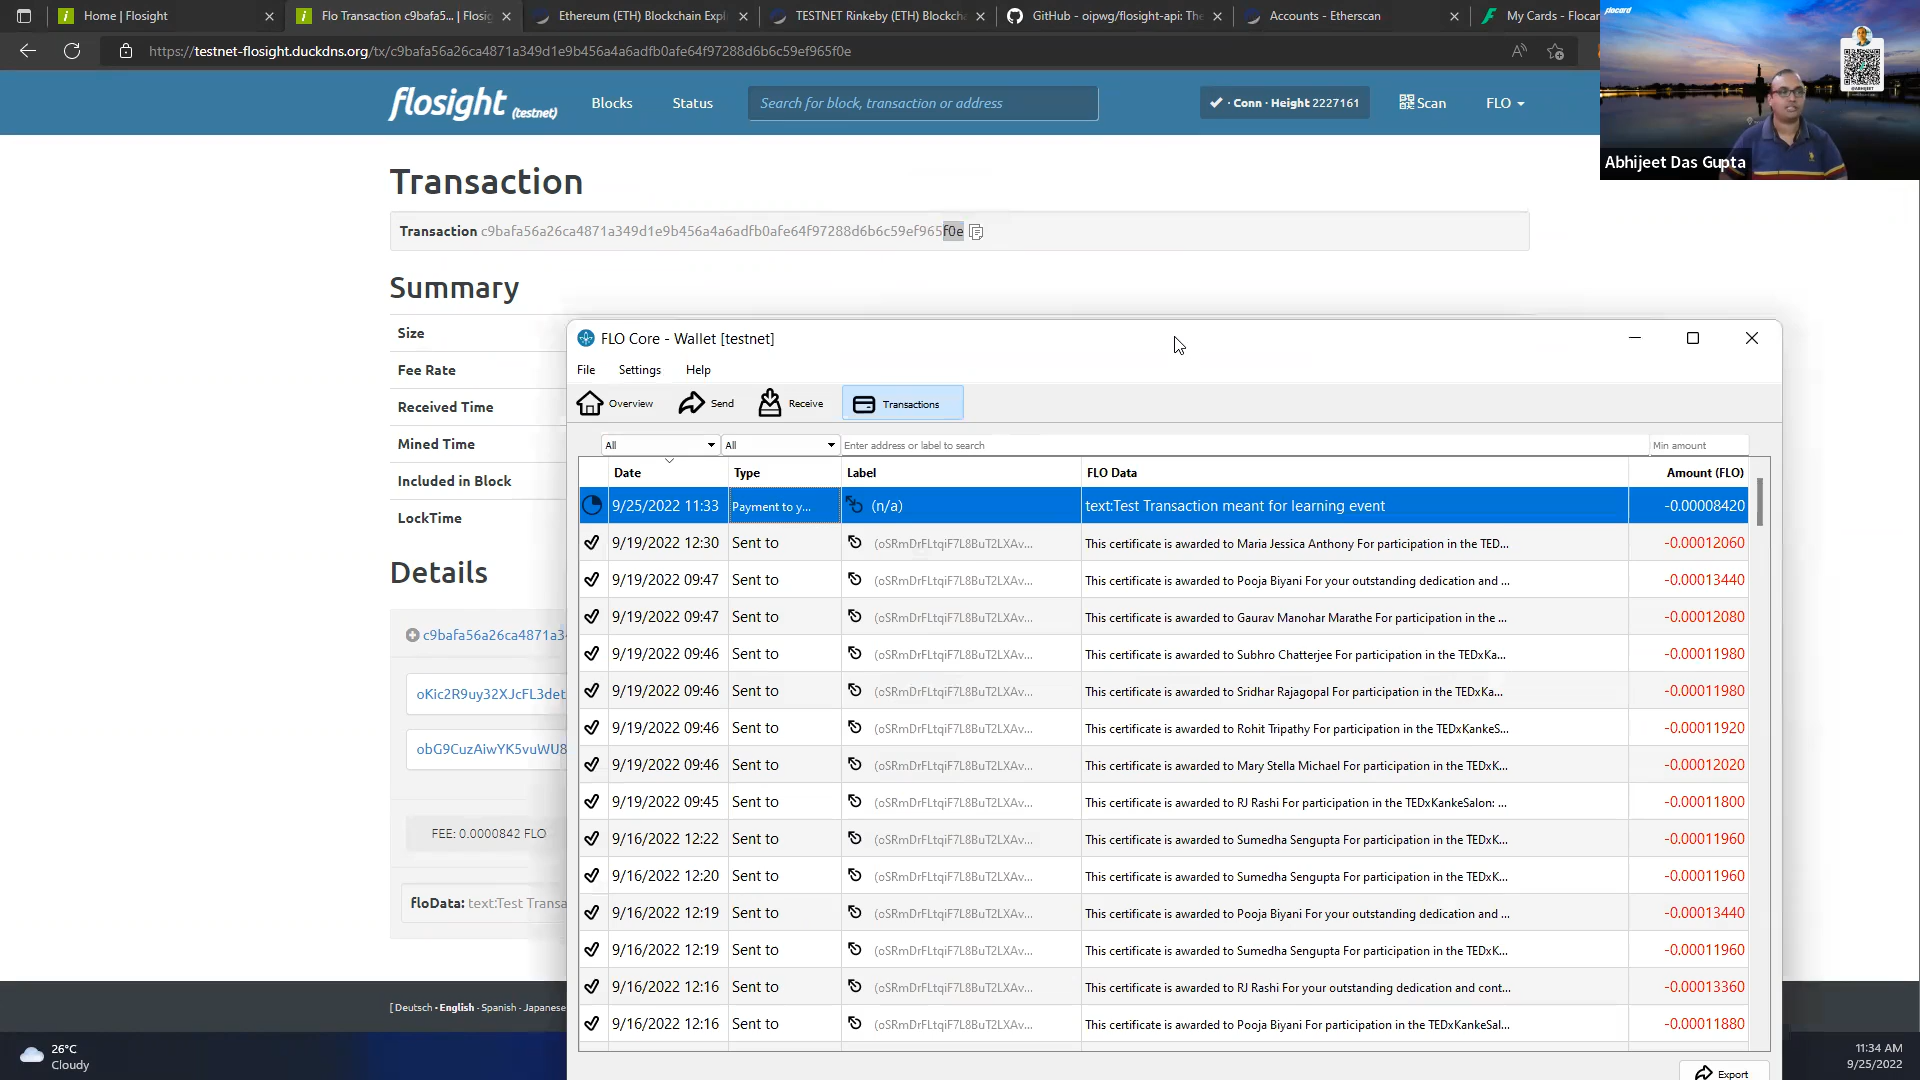 Home | Flosight
Flo Transaction c9bafa5... | Flosig
Ethereum (ETH) Blockchain Expl
TESTNET Rinkeby (ETH) Blockcha
GitHub - oipwg/flosight-api: The
Accounts - Etherscan
My Cards - Flocar
https://testnet-flosight.duckdns.org/tx/c9bafa56a26ca4871a349d1e9b456a4a6adfb0afe64f97288d6b6c59ef965f0e
flocard
Abhijeet Das Gupta
flosight (testnet)
Blocks
Status
Search for block, transaction or address
· Conn · Height 2227161
Scan
FLO
Transaction
Transaction c9bafa56a26ca4871a349d1e9b456a4a6adfb0afe64f97288d6b6c59ef965f0e
Summary
Size
Fee Rate
Received Time
Mined Time
Included in Block
LockTime
Details
c9bafa56a26ca4871a3
oKic2R9uy32XJcFL3det
obG9CuzAiwYK5vuWU8
FEE: 0.0000842 FLO
floData: text:Test Transa
[ Deutsch · English · Spanish · Japanese
FLO Core - Wallet [testnet]
File Settings Help
Overview Send Receive Transactions
All All Enter address or label to search Min amount
Date Type Label FLO Data Amount (FLO)
9/25/2022 11:33 Payment to y... (n/a) text:Test Transaction meant for learning event -0.00008420
9/19/2022 12:30 Sent to (oSRmDrFLtqiF7L8BuT2LXAv... This certificate is awarded to Maria Jessica Anthony For participation in the TED... -0.00012060
9/19/2022 09:47 Sent to (oSRmDrFLtqiF7L8BuT2LXAv... This certificate is awarded to Pooja Biyani For your outstanding dedication and ... -0.00013440
9/19/2022 09:47 Sent to (oSRmDrFLtqiF7L8BuT2LXAv... This certificate is awarded to Gaurav Manohar Marathe For participation in the ... -0.00012080
9/19/2022 09:46 Sent to (oSRmDrFLtqiF7L8BuT2LXAv... This certificate is awarded to Subhro Chatterjee For participation in the TEDxKa... -0.00011980
9/19/2022 09:46 Sent to (oSRmDrFLtqiF7L8BuT2LXAv... This certificate is awarded to Sridhar Rajagopal For participation in the TEDxKa... -0.00011980
9/19/2022 09:46 Sent to (oSRmDrFLtqiF7L8BuT2LXAv... This certificate is awarded to Rohit Tripathy For participation in the TEDxKankeS... -0.00011920
9/19/2022 09:46 Sent to (oSRmDrFLtqiF7L8BuT2LXAv... This certificate is awarded to Mary Stella Michael For participation in the TEDxK... -0.00012020
9/19/2022 09:45 Sent to (oSRmDrFLtqiF7L8BuT2LXAv... This certificate is awarded to RJ Rashi For participation in the TEDxKankeSalon: ... -0.00011800
9/16/2022 12:22 Sent to (oSRmDrFLtqiF7L8BuT2LXAv... This certificate is awarded to Sumedha Sengupta For participation in the TEDxK... -0.00011960
9/16/2022 12:20 Sent to (oSRmDrFLtqiF7L8BuT2LXAv... This certificate is awarded to Sumedha Sengupta For participation in the TEDxK... -0.00011960
9/16/2022 12:19 Sent to (oSRmDrFLtqiF7L8BuT2LXAv... This certificate is awarded to Pooja Biyani For your outstanding dedication and ... -0.00013440
9/16/2022 12:19 Sent to (oSRmDrFLtqiF7L8BuT2LXAv... This certificate is awarded to Sumedha Sengupta For participation in the TEDxK... -0.00011960
9/16/2022 12:16 Sent to (oSRmDrFLtqiF7L8BuT2LXAv... This certificate is awarded to RJ Rashi For your outstanding dedication and cont... -0.00013360
9/16/2022 12:16 Sent to (oSRmDrFLtqiF7L8BuT2LXAv... This certificate is awarded to Pooja Biyani For participation in the TEDxKankeSal... -0.00011880
Export
26°C
Cloudy
11:34 AM
9/25/2022